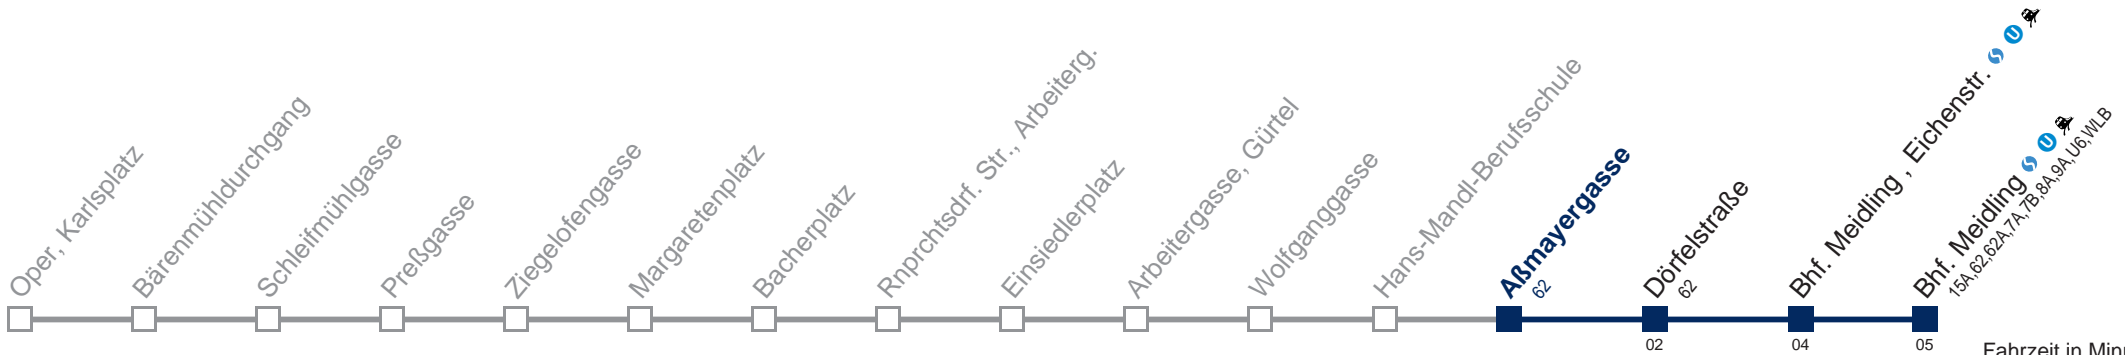 Oper, Karlsplatz
Bärenmühldurchgang
Schleifmühlgasse
Preßgasse
Ziegelofengasse
Margaretenplatz
Bacherplatz
Rnprchtsdrf. Str., Arbeiterg.
Einsiedlerplatz
Arbeitergasse, Gürtel
Wolfganggasse
Hans-Mandl-Berufsschule
Aßmayergasse
62
Dörfelstraße
62
Bhf. Meidling , Eichenstr. U
Bhf. Meidling U
15A,62,62A,7A,7B,8A,9A,U6,WLB
02 04 05
Fahrzeit in